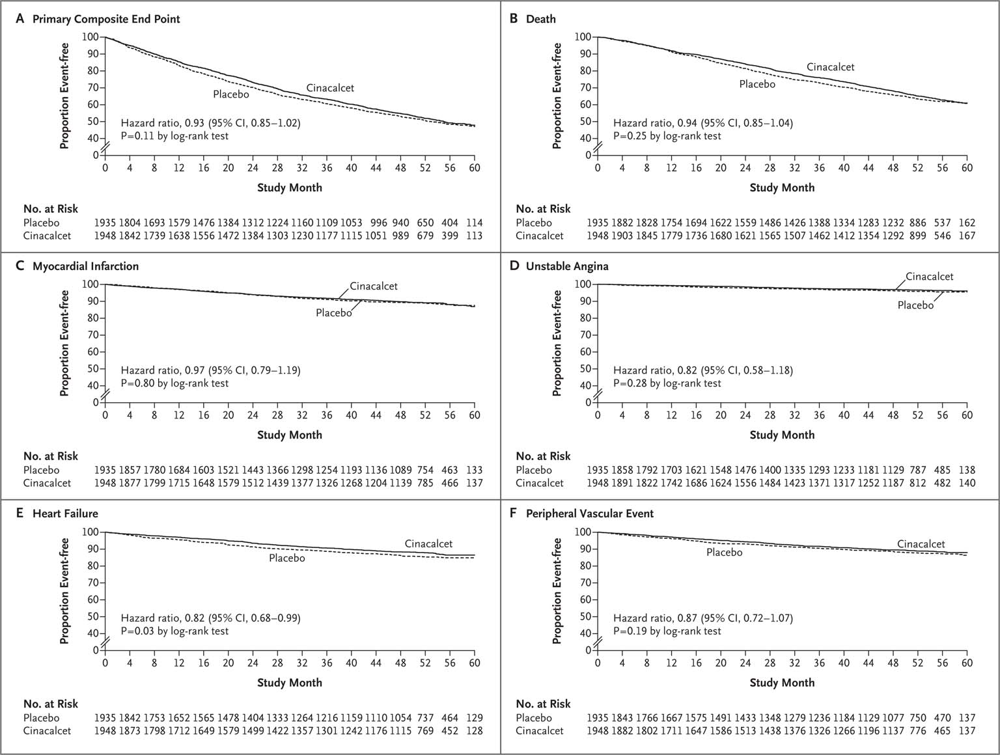 A Primary Composite End Point
Proportion Event-free
100
90
80
70
60
50
40
0
Cinacalcet
Placebo
Hazard ratio, 0.93 (95% CI, 0.85–1.02)
P=0.11 by log-rank test
0 4 8 12 16 20 24 28 32 36 40 44 48 52 56 60
Study Month
No. at Risk
Placebo 1935 1804 1693 1579 1476 1384 1312 1224 1160 1109 1053 996 940 650 404 114
Cinacalcet 1948 1842 1739 1638 1556 1472 1384 1303 1230 1177 1115 1051 989 679 399 113
B Death
Proportion Event-free
100
90
80
70
60
50
40
0
Cinacalcet
Placebo
Hazard ratio, 0.94 (95% CI, 0.85–1.04)
P=0.25 by log-rank test
0 4 8 12 16 20 24 28 32 36 40 44 48 52 56 60
Study Month
No. at Risk
Placebo 1935 1882 1828 1754 1694 1622 1559 1486 1426 1388 1334 1283 1232 886 537 162
Cinacalcet 1948 1903 1845 1779 1736 1680 1621 1565 1507 1462 1412 1354 1292 899 546 167
C Myocardial Infarction
Proportion Event-free
100
90
80
70
60
50
40
0
Cinacalcet
Placebo
Hazard ratio, 0.97 (95% CI, 0.79–1.19)
P=0.80 by log-rank test
0 4 8 12 16 20 24 28 32 36 40 44 48 52 56 60
Study Month
No. at Risk
Placebo 1935 1857 1780 1684 1603 1521 1443 1366 1298 1254 1193 1136 1089 754 463 133
Cinacalcet 1948 1877 1799 1715 1648 1579 1512 1439 1377 1326 1268 1204 1139 785 466 137
D Unstable Angina
Proportion Event-free
100
90
80
70
60
50
40
0
Cinacalcet
Placebo
Hazard ratio, 0.82 (95% CI, 0.58–1.18)
P=0.28 by log-rank test
0 4 8 12 16 20 24 28 32 36 40 44 48 52 56 60
Study Month
No. at Risk
Placebo 1935 1858 1792 1703 1621 1548 1476 1400 1335 1293 1233 1181 1129 787 485 138
Cinacalcet 1948 1891 1822 1742 1686 1624 1556 1484 1423 1371 1317 1252 1187 812 482 140
E Heart Failure
Proportion Event-free
100
90
80
70
60
50
40
0
Cinacalcet
Placebo
Hazard ratio, 0.82 (95% CI, 0.68–0.99)
P=0.03 by log-rank test
0 4 8 12 16 20 24 28 32 36 40 44 48 52 56 60
Study Month
No. at Risk
Placebo 1935 1842 1753 1652 1565 1478 1404 1333 1264 1216 1159 1110 1054 737 464 129
Cinacalcet 1948 1873 1798 1712 1649 1579 1499 1422 1357 1301 1242 1176 1115 769 452 128
F Peripheral Vascular Event
Proportion Event-free
100
90
80
70
60
50
40
0
Cinacalcet
Placebo
Hazard ratio, 0.87 (95% CI, 0.72–1.07)
P=0.19 by log-rank test
0 4 8 12 16 20 24 28 32 36 40 44 48 52 56 60
Study Month
No. at Risk
Placebo 1935 1843 1766 1667 1575 1491 1433 1348 1279 1236 1184 1129 1077 750 470 137
Cinacalcet 1948 1882 1802 1711 1647 1586 1513 1438 1376 1326 1266 1196 1137 776 465 137